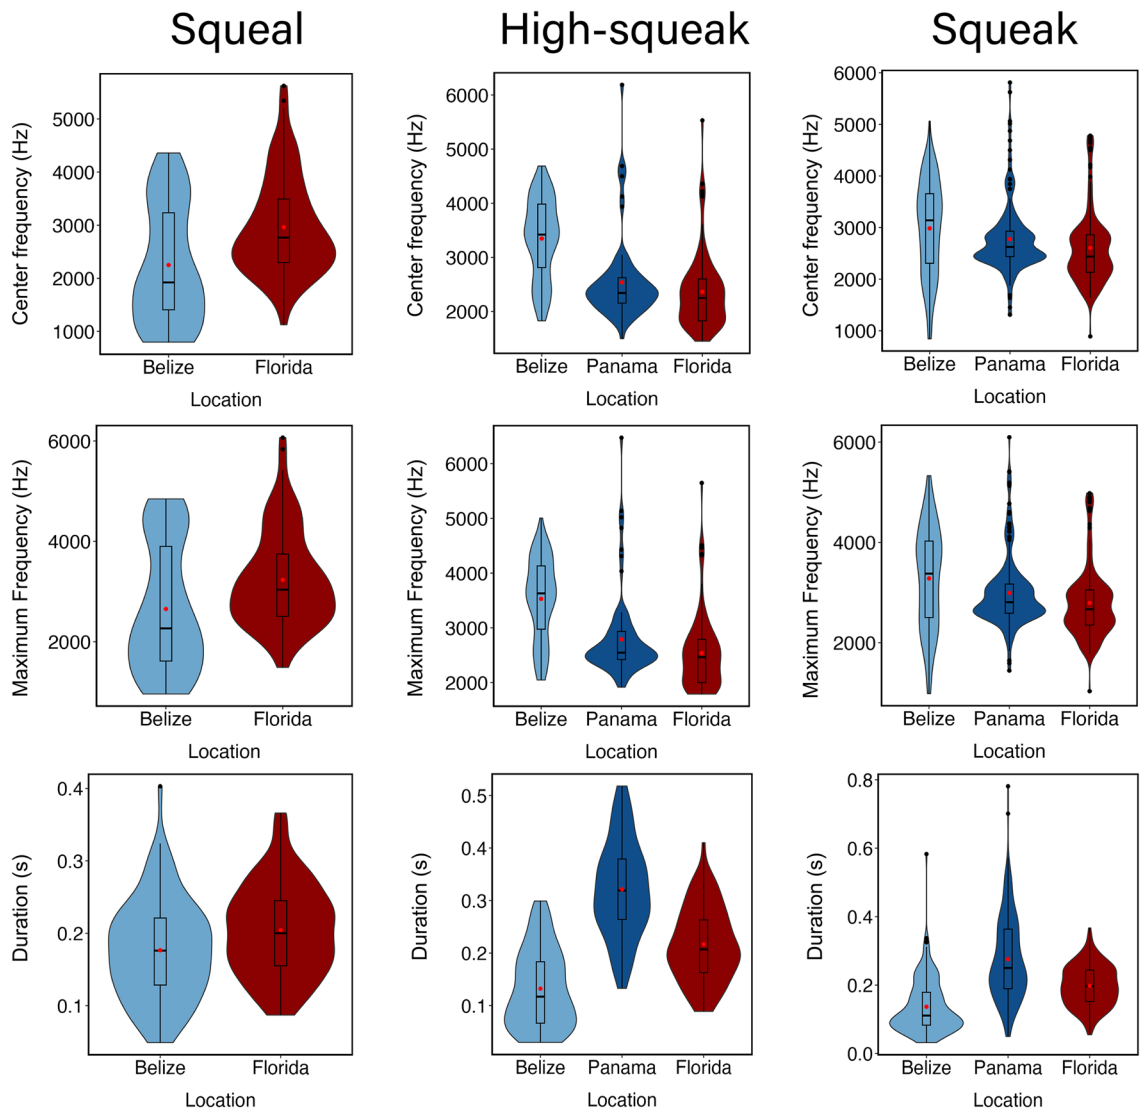 Squeal
High-squeak
Squeak
Center frequency (Hz)
5000
4000
3000
2000
1000
Belize
Florida
Location
Center frequency (Hz)
6000
5000
4000
3000
2000
Belize
Panama
Florida
Location
Center frequency (Hz)
6000
5000
4000
3000
2000
1000
Belize
Panama
Florida
Location
Maximum Frequency (Hz)
6000
4000
2000
Belize
Florida
Location
Maximum Frequency (Hz)
6000
5000
4000
3000
2000
Belize
Panama
Florida
Location
Maximum Frequency (Hz)
6000
4000
2000
Belize
Panama
Florida
Location
Duration (s)
0.4
0.3
0.2
0.1
Belize
Florida
Location
Duration (s)
0.5
0.4
0.3
0.2
0.1
Belize
Panama
Florida
Location
Duration (s)
0.8
0.6
0.4
0.2
0.0
Belize
Panama
Florida
Location